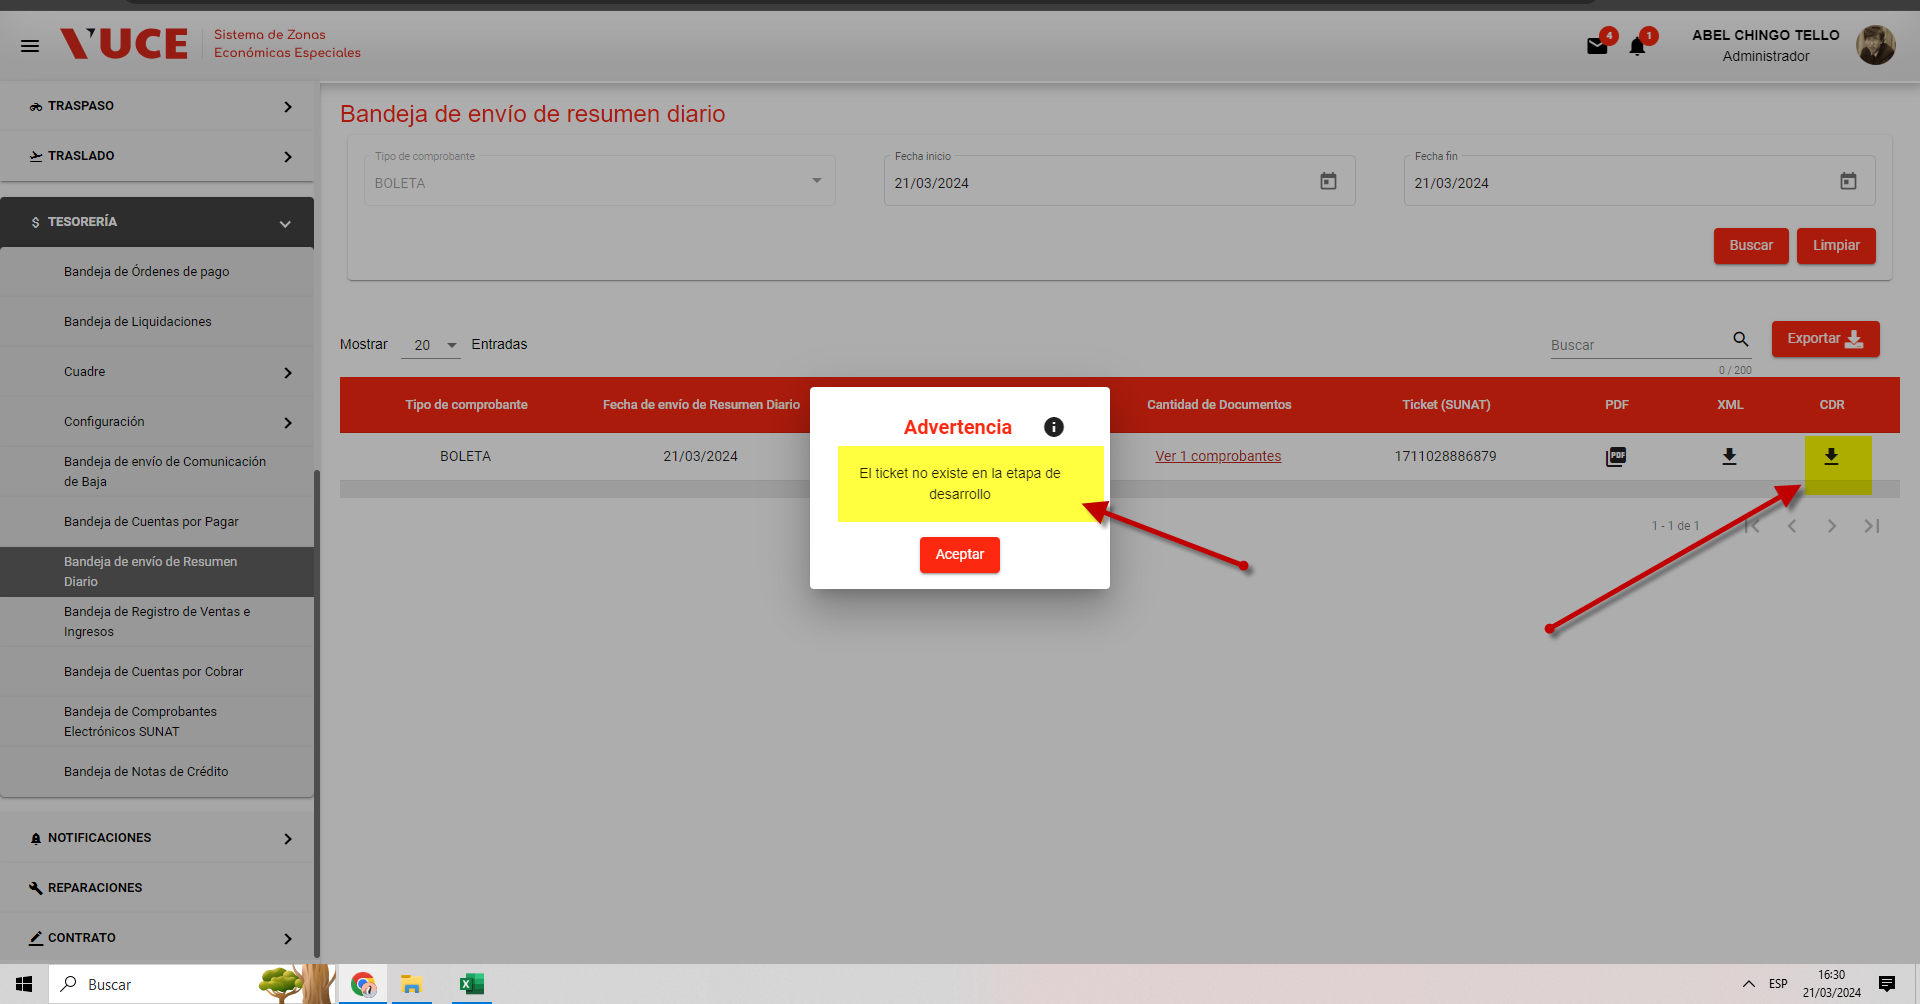 VUCE
Sistema de Zonas
Económicas Especiales
4
1
ABEL CHINGO TELLO
Administrador
TRASPASO
TRASLADO
$ TESORERÍA
Bandeja de Órdenes de pago
Bandeja de Liquidaciones
Cuadre
Configuración
Bandeja de envío de Comunicación
de Baja
Bandeja de Cuentas por Pagar
Bandeja de envío de Resumen
Diario
Bandeja de Registro de Ventas e
Ingresos
Bandeja de Cuentas por Cobrar
Bandeja de Comprobantes
Electrónicos SUNAT
Bandeja de Notas de Crédito
NOTIFICACIONES
REPARACIONES
CONTRATO
Bandeja de envío de resumen diario
Tipo de comprobante
BOLETA
Fecha inicio
21/03/2024
Fecha fin
21/03/2024
Buscar
Limpiar
Mostrar 20 Entradas
Buscar
0 / 200
Exportar
Tipo de comprobante Fecha de envío de Resumen Diario Cantidad de Documentos Ticket (SUNAT) PDF XML CDR
BOLETA 21/03/2024 Ver 1 comprobantes 1711028886879 PDF
1 - 1 de 1
Advertencia
El ticket no existe en la etapa de
desarrollo
Aceptar
Buscar
ESP
16:30
21/03/2024